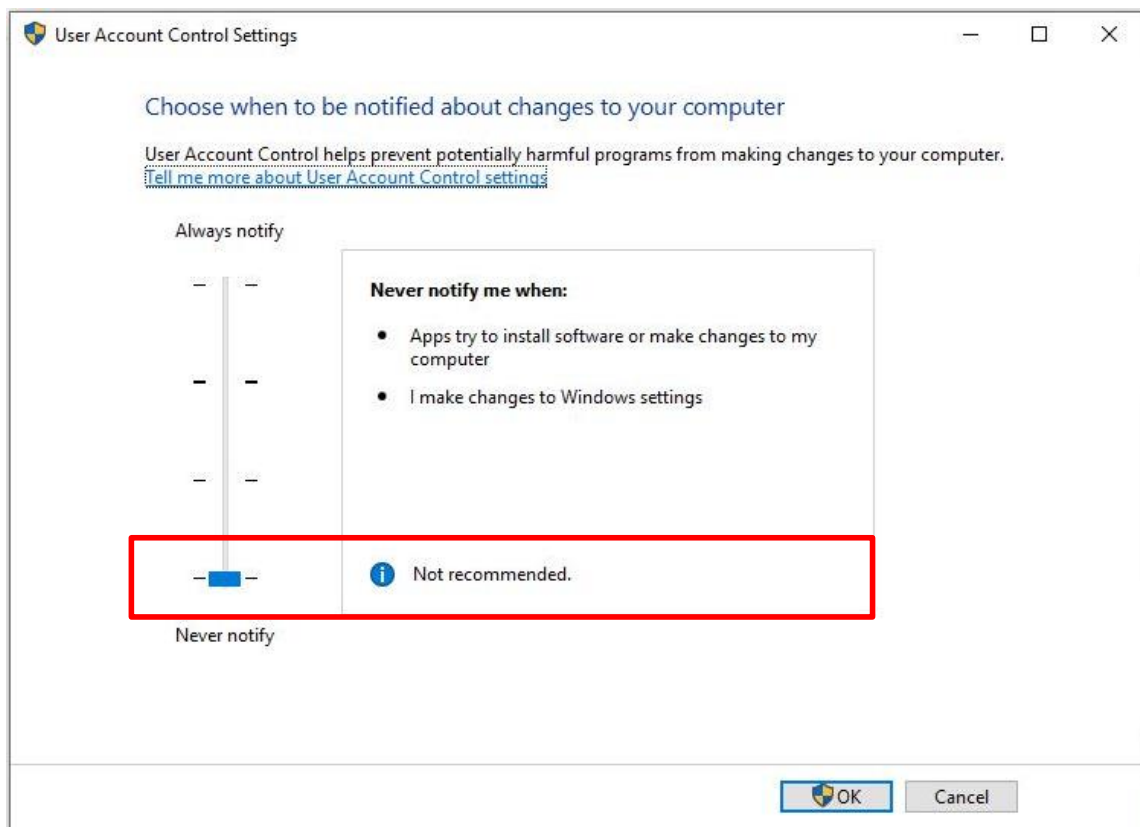 User Account Control Settings
Choose when to be notified about changes to your computer
User Account Control helps prevent potentially harmful programs from making changes to your computer.
Tell me more about User Account Control settings
Always notify
Never notify me when:
• Apps try to install software or make changes to my
computer
• I make changes to Windows settings
Not recommended.
Never notify
OK
Cancel